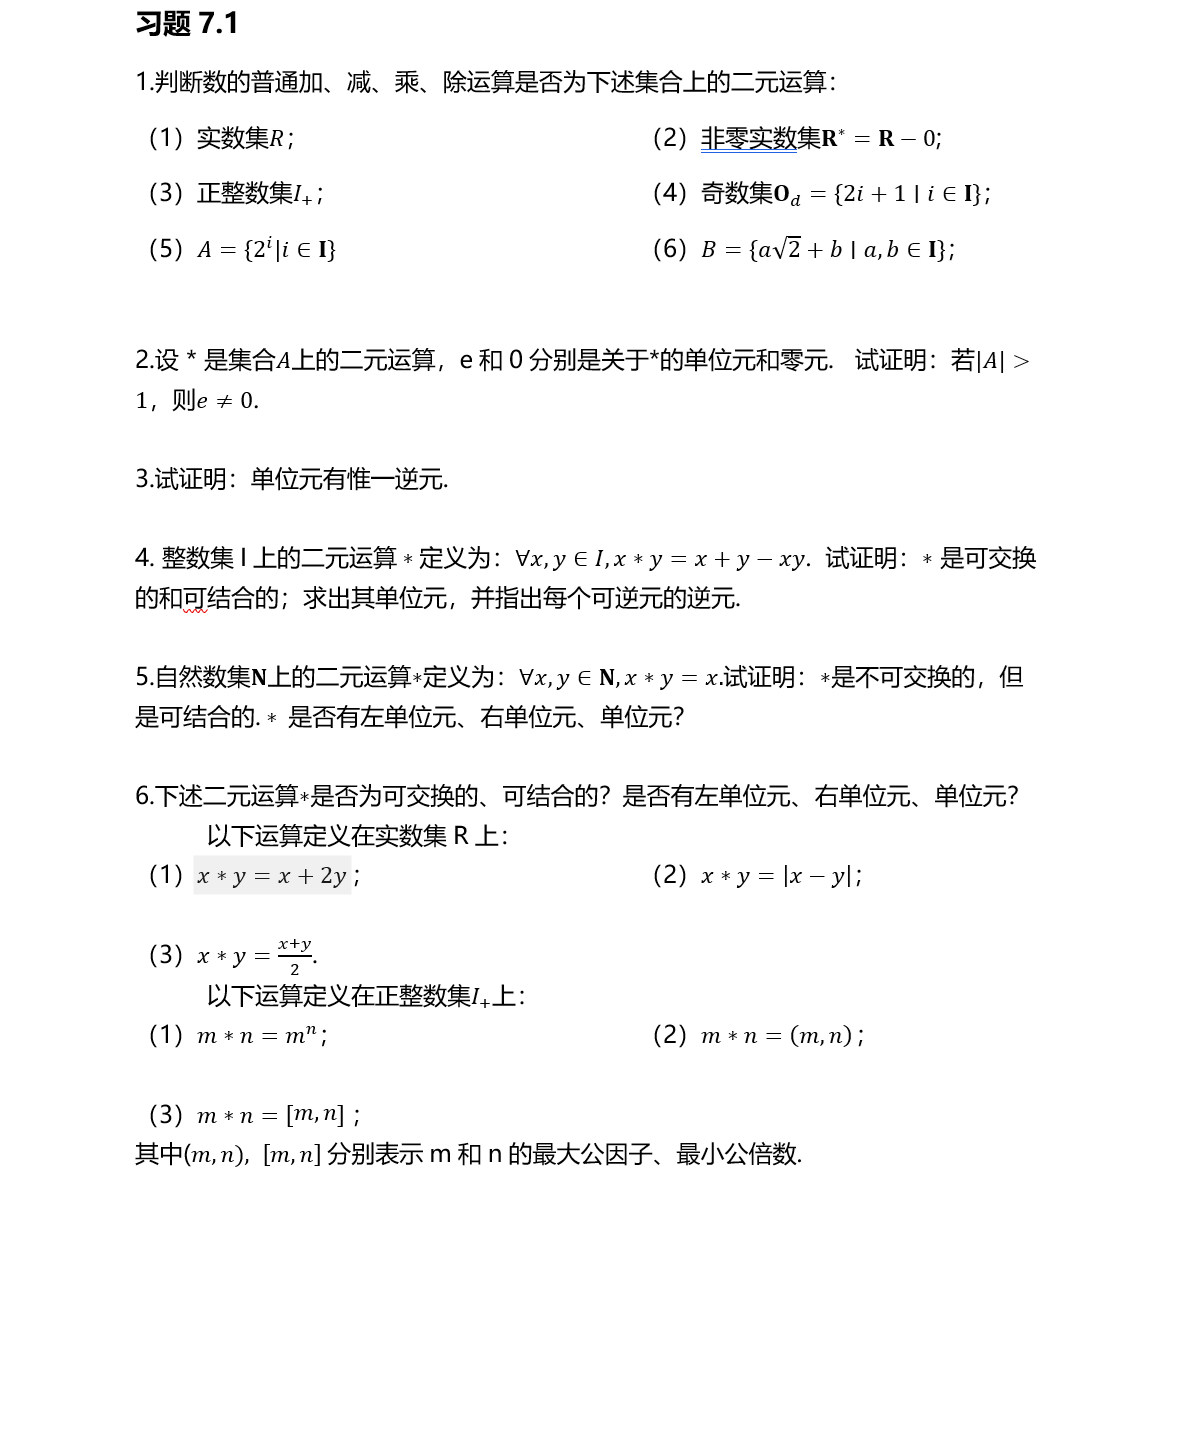 习题 7.1
1.判断数的普通加、减、乘、除运算是否为下述集合上的二元运算：
（1）实数集R；
（2）非零实数集R* = R − 0;
（3）正整数集I₊；
（4）奇数集O_d = {2i + 1 ∣ i ∈ I}；
（5）A = {2ⁱ|i ∈ I}
（6）B = {a√2 + b ∣ a, b ∈ I}；
2.设 * 是集合A上的二元运算，e 和 0 分别是关于*的单位元和零元. 试证明：若|A| >
1，则e ≠ 0.
3.试证明：单位元有惟一逆元.
4. 整数集 I 上的二元运算 ∗ 定义为：∀x, y ∈ I, x ∗ y = x + y − xy. 试证明：∗ 是可交换
的和可结合的；求出其单位元，并指出每个可逆元的逆元.
5.自然数集N上的二元运算∗定义为：∀x, y ∈ N, x ∗ y = x.试证明：∗是不可交换的，但
是可结合的. ∗ 是否有左单位元、右单位元、单位元？
6.下述二元运算∗是否为可交换的、可结合的？是否有左单位元、右单位元、单位元？
以下运算定义在实数集 R 上：
（1）x ∗ y = x + 2y；
（2）x ∗ y = |x − y|；
（3）x ∗ y = (x+y)/2.
以下运算定义在正整数集I₊上：
（1）m ∗ n = mⁿ；
（2）m ∗ n = (m, n)；
（3）m ∗ n = [m, n]；
其中(m, n)，[m, n] 分别表示 m 和 n 的最大公因子、最小公倍数.